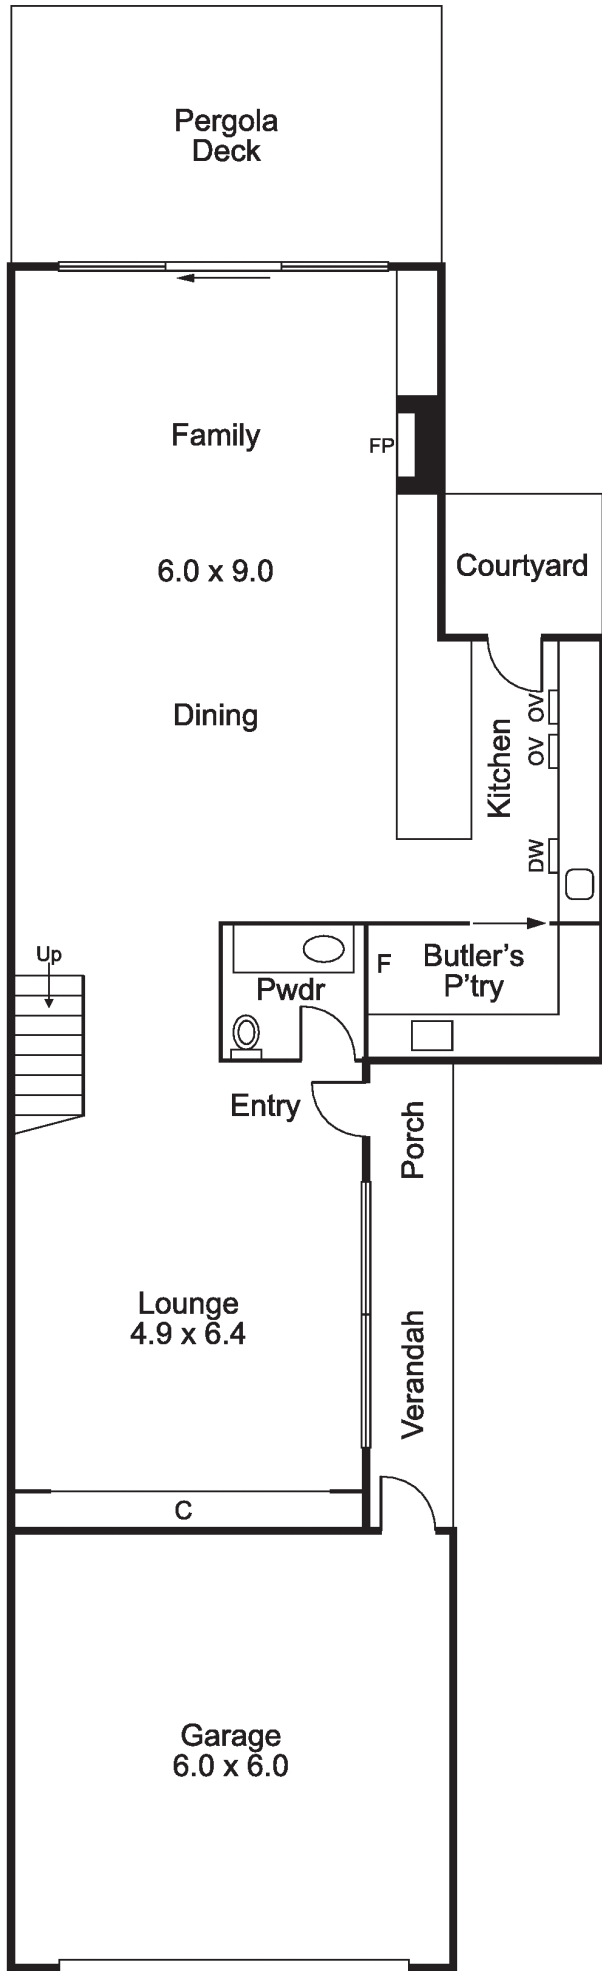 Pergola
Deck
Family
FP
6.0 x 9.0
Courtyard
Dining
Kitchen
OV
OV
DW
Up
F
Butler's
P'try
Pwdr
Entry
Porch
Lounge
4.9 x 6.4
Verandah
C
Garage
6.0 x 6.0